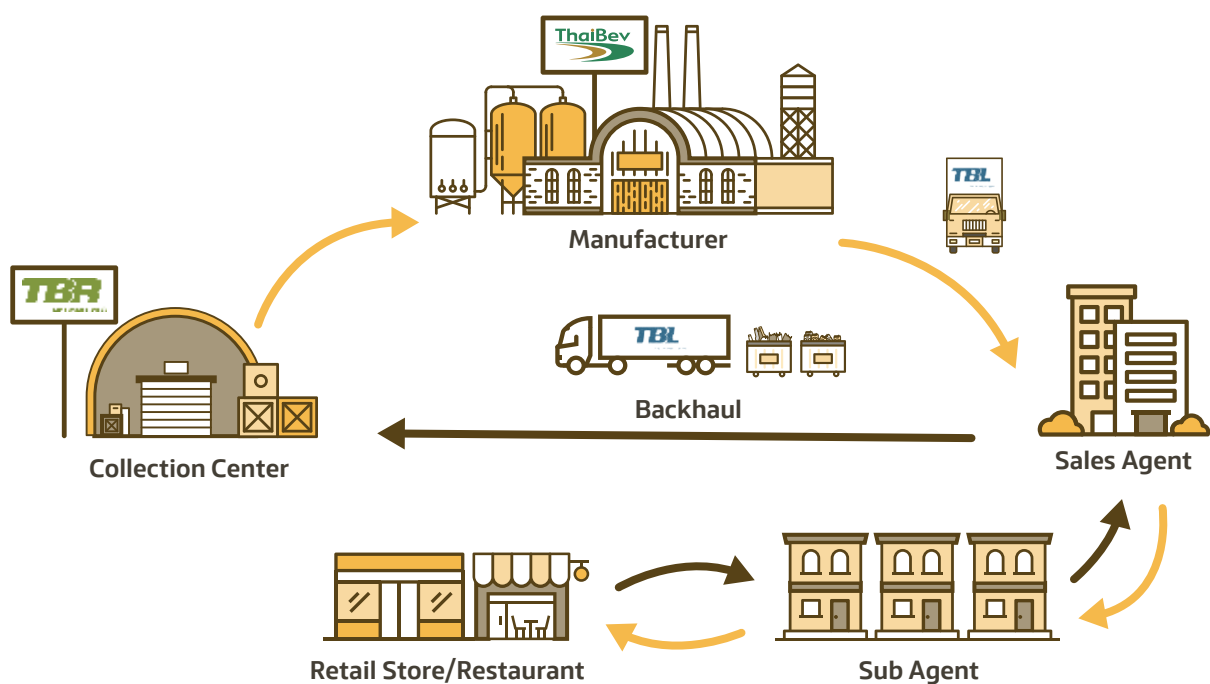 ThaiBev
TBL
Manufacturer
TBR
TBL
Backhaul
Collection Center
Sales Agent
Retail Store/Restaurant
Sub Agent